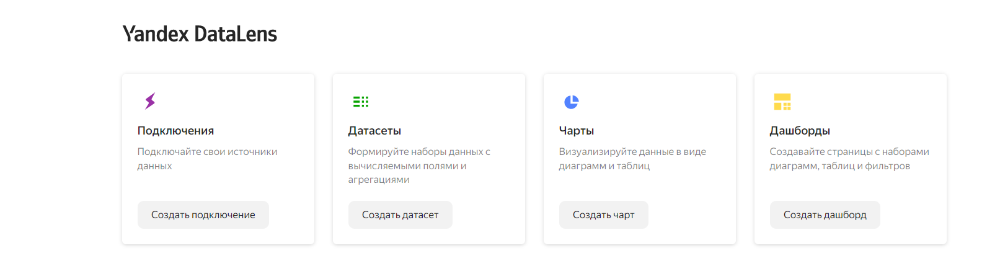 Yandex DataLens
Подключения
Подключайте свои источники
данных
Создать подключение
Датасеты
Формируйте наборы данных с
вычисляемыми полями и
агрегациями
Создать датасет
Чарты
Визуализируйте данные в виде
диаграмм и таблиц
Создать чарт
Дашборды
Создавайте страницы с наборами
диаграмм, таблиц и фильтров
Создать дашборд